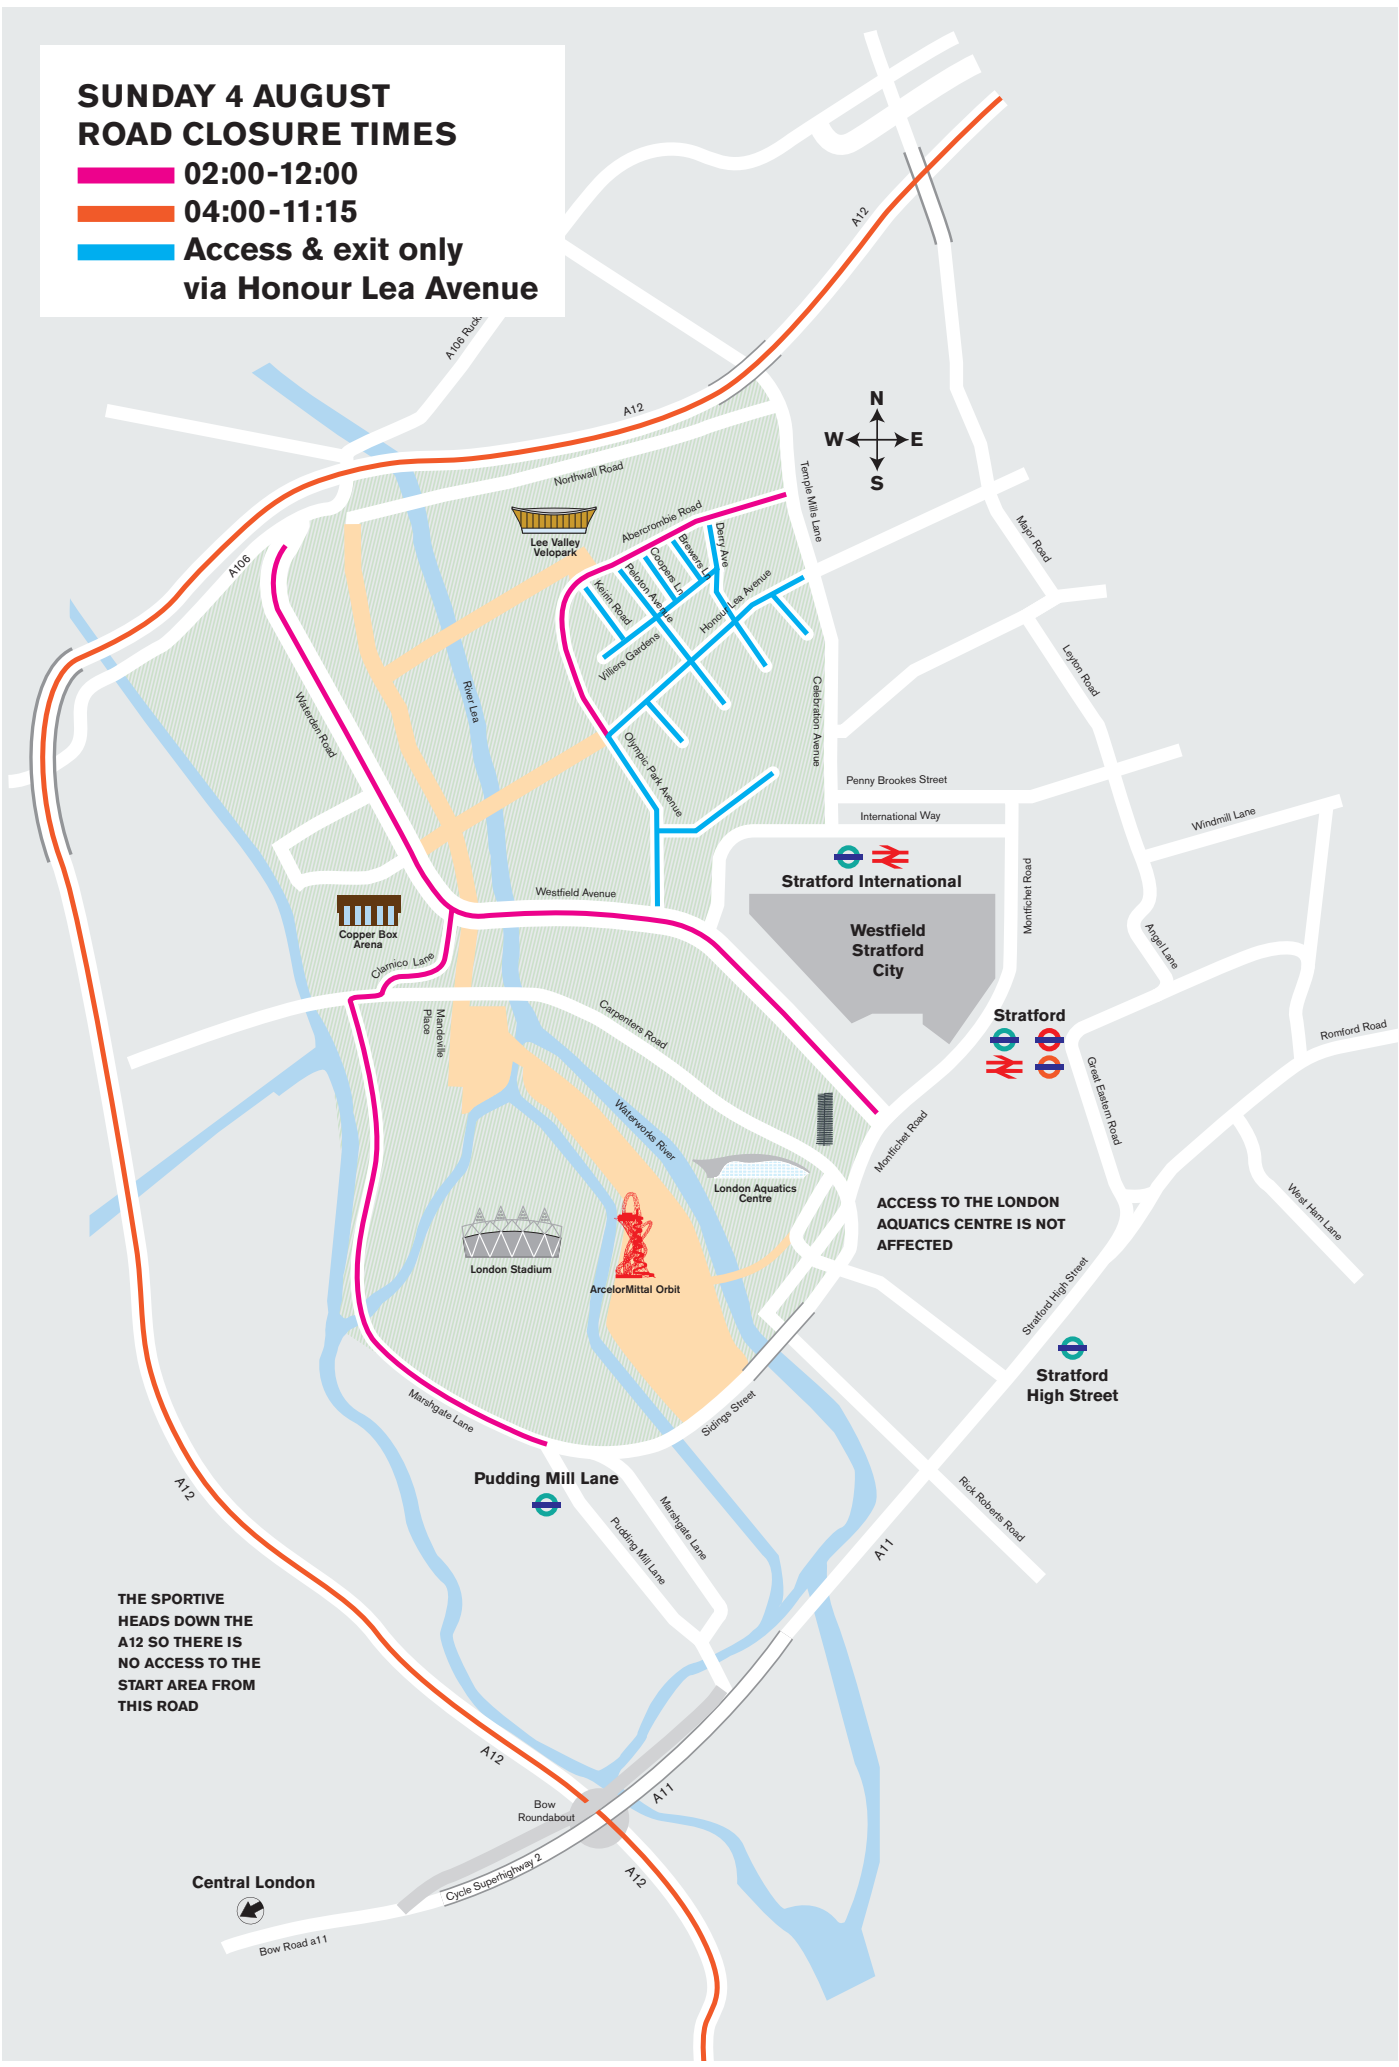 SUNDAY 4 AUGUST
ROAD CLOSURE TIMES
02:00-12:00
04:00-11:15
Access & exit only
via Honour Lea Avenue
A12
A106 Ruck
A12
N
W
E
S
Northwall Road
Temple Mills Lane
Lee Valley
Velopark
Abercrombie Road
Derry Ave
Brewers Ln
Coopers Ln
Peloton Avenue
Keirin Road
Honour Lea Avenue
Villiers Gardens
Major Road
A106
Leyton Road
River Lea
Waterden Road
Celebration Avenue
Olympic Park Avenue
Penny Brookes Street
International Way
Windmill Lane
Stratford International
Montfichet Road
Westfield Avenue
Westfield
Stratford
City
Copper Box
Arena
Angel Lane
Clarnico Lane
Mandeville
Place
Carpenters Road
Stratford
Romford Road
Great Eastern Road
Waterworks River
Montfichet Road
London Aquatics
Centre
ACCESS TO THE LONDON
AQUATICS CENTRE IS NOT
AFFECTED
West Ham Lane
London Stadium
ArcelorMittal Orbit
Stratford High Street
Stratford
High Street
Marshgate Lane
Sidings Street
Pudding Mill Lane
A12
Marshgate Lane
Pudding Mill Lane
Rick Roberts Road
A11
THE SPORTIVE
HEADS DOWN THE
A12 SO THERE IS
NO ACCESS TO THE
START AREA FROM
THIS ROAD
A12
A11
Bow
Roundabout
Cycle Superhighway 2
A12
Central London
Bow Road a11